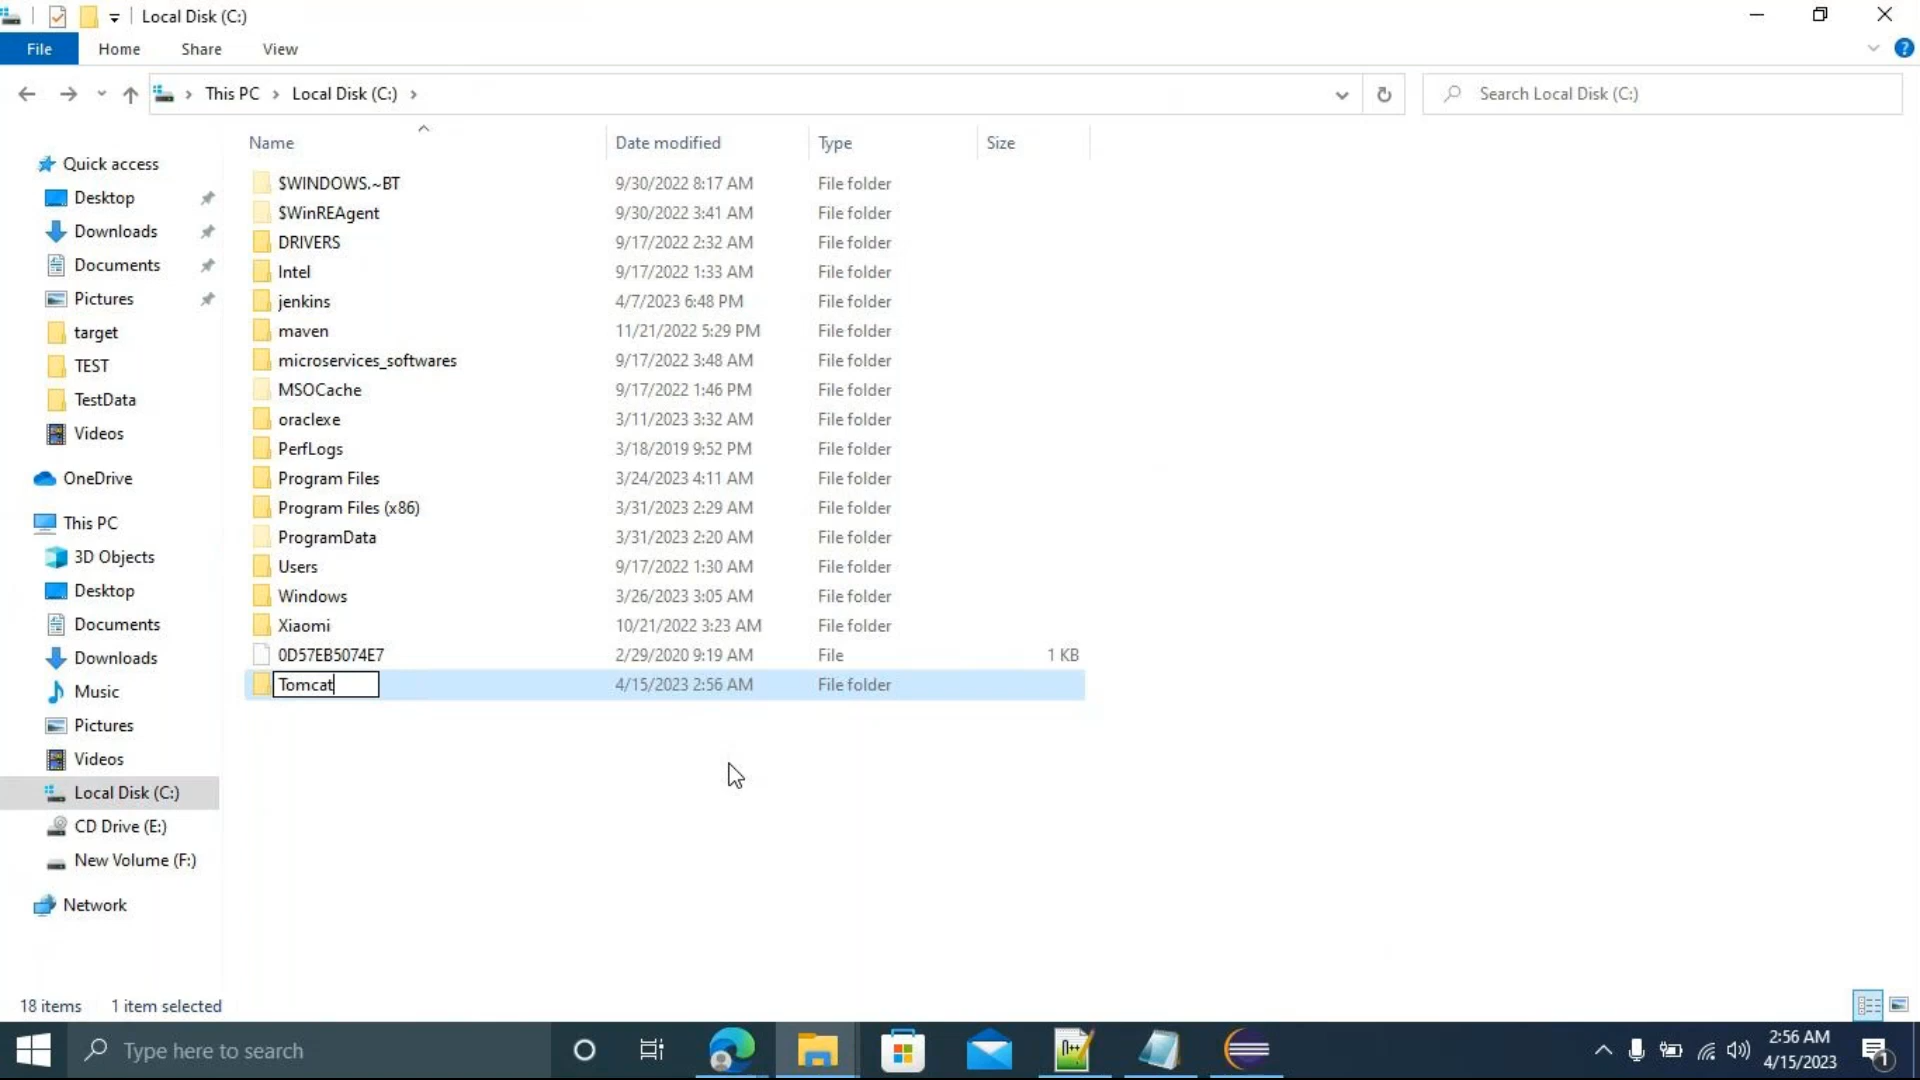 Local Disk (C:)
File Home Share View
This PC Local Disk (C:) Search Local Disk (C:)
Name Date modified Type Size
Quick access
Desktop
Downloads
Documents
Pictures
target
TEST
TestData
Videos
OneDrive
This PC
3D Objects
Desktop
Documents
Downloads
Music
Pictures
Videos
Local Disk (C:)
CD Drive (E:)
New Volume (F:)
Network
$WINDOWS.~BT 9/30/2022 8:17 AM File folder
$WinREAgent 9/30/2022 3:41 AM File folder
DRIVERS 9/17/2022 2:32 AM File folder
Intel 9/17/2022 1:33 AM File folder
jenkins 4/7/2023 6:48 PM File folder
maven 11/21/2022 5:29 PM File folder
microservices_softwares 9/17/2022 3:48 AM File folder
MSOCache 9/17/2022 1:46 PM File folder
oraclexe 3/11/2023 3:32 AM File folder
PerfLogs 3/18/2019 9:52 PM File folder
Program Files 3/24/2023 4:11 AM File folder
Program Files (x86) 3/31/2023 2:29 AM File folder
ProgramData 3/31/2023 2:20 AM File folder
Users 9/17/2022 1:30 AM File folder
Windows 3/26/2023 3:05 AM File folder
Xiaomi 10/21/2022 3:23 AM File folder
0D57EB5074E7 2/29/2020 9:19 AM File 1 KB
Tomcat 4/15/2023 2:56 AM File folder
18 items 1 item selected
Type here to search
N++
2:56 AM
4/15/2023
1